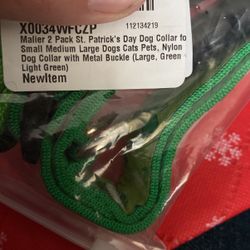 X0034WFCZP
112134219
Malier 2 Pack St. Patrick's Day Dog Collar fo
Small Medium Large Dogs Cats Pets, Nylon
Dog Collar with Metal Buckle (Large, Green
Light Green)
NewItem